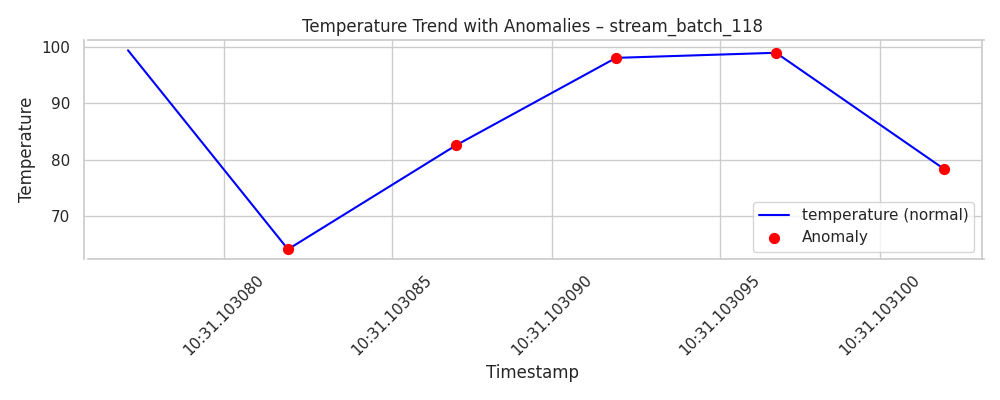 Temperature Trend with Anomalies – stream_batch_118
Temperature
100
90
80
70
temperature (normal)
Anomaly
10:31.103080
10:31.103085
10:31.103090
10:31.103095
10:31.103100
Timestamp